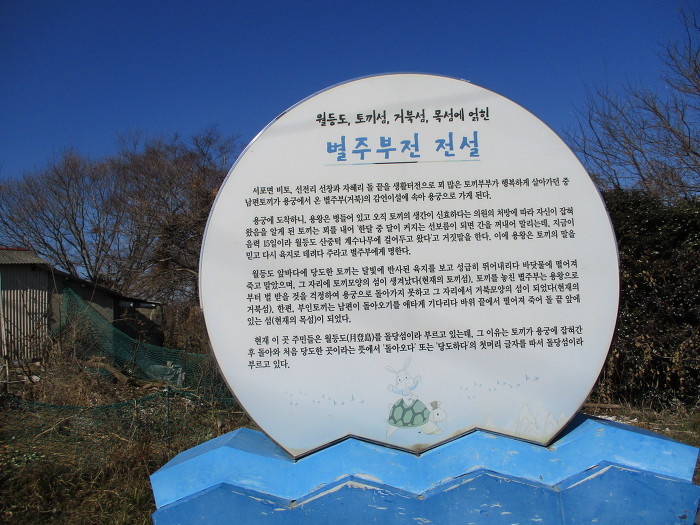 월등도, 토끼섬, 거북섬, 목섬에 얽힌
별주부전 전설
서포면 비토, 선전리 선창과 자혜리 돌 끝을 생활터전으로 꾀 많은 토끼부부가 행복하게 살아가던 중
남편토끼가 용궁에서 온 별주부(거북)의 감언이설에 속아 용궁으로 가게 된다.
용궁에 도착하니, 용왕은 병들어 있고 오직 토끼의 생간이 신효하다는 의원의 처방에 따라 자신이 잡혀
왔음을 알게 된 토끼는 꾀를 내어 '한달 중 달이 커지는 선보름이 되면 간을 꺼내어 말리는데, 지금이
음력 15일이라 월등도 산중턱 계수나무에 걸어두고 왔다'고 거짓말을 한다. 이에 용왕은 토끼의 말을
믿고 다시 육지로 데려다 주라고 별주부에게 명한다.
월등도 앞바다에 당도한 토끼는 달빛에 반사된 육지를 보고 성급히 뛰어내리다 바닷물에 떨어져
죽고 말았으며, 그 자리에 토끼모양의 섬이 생겨났다(현재의 토끼섬). 토끼를 놓친 별주부는 용왕으로
부터 벌 받을 것을 걱정하여 용궁으로 돌아가지 못하고 그 자리에서 거북모양의 섬이 되었다(현재의
거북섬). 한편, 부인토끼는 남편이 돌아오기를 애타게 기다리다 바위 끝에서 떨어져 죽어 돌 끝 앞에
있는 섬(현재의 목섬)이 되었다.
현재 이 곳 주민들은 월등도(月登島)를 돌당섬이라 부르고 있는데, 그 이유는 토끼가 용궁에 잡혀간
후 돌아와 처음 당도한 곳이라는 뜻에서 '돌아오다' 또는 '당도하다'의 첫머리 글자를 따서 돌당섬이라
부르고 있다.